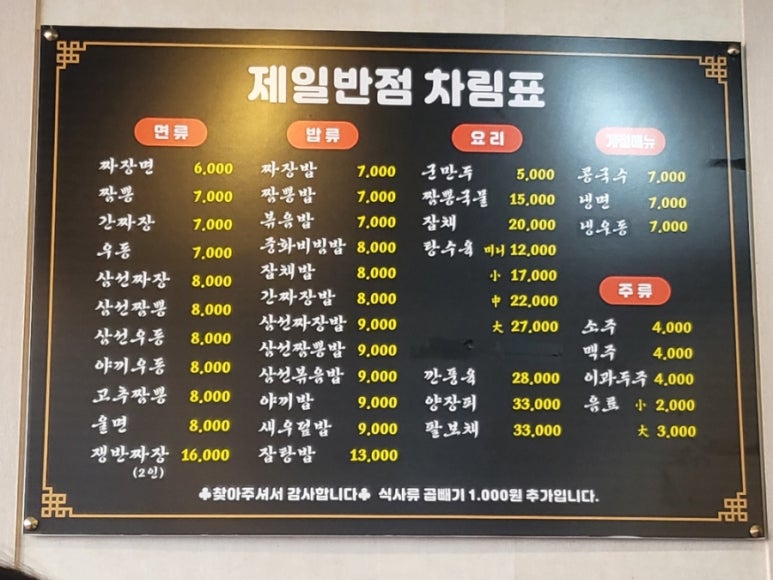 제일반점 차림표
면류
짜장면 6,000
짬뽕 7,000
간짜장 7,000
우동 7,000
삼선짜장 8,000
삼선짬뽕 8,000
삼선우동 8,000
야끼우동 8,000
고추짬뽕 8,000
울면 8,000
쟁반짜장 16,000
(2인)
밥류
짜장밥 7,000
짬뽕밥 7,000
볶음밥 7,000
중화비빔밥 8,000
잡채밥 8,000
간짜장밥 8,000
삼선짜장밥 9,000
삼선짬뽕밥 9,000
삼선볶음밥 9,000
야끼밥 9,000
새우덮밥 9,000
잡탕밥 13,000
요리
군만두 5,000
짬뽕국물 15,000
잡채 20,000
탕수육 미니 12,000
小 17,000
中 22,000
大 27,000
깐풍육 28,000
양장피 33,000
팔보채 33,000
계절메뉴
콩국수 7,000
냉면 7,000
냉우동 7,000
주류
소주 4,000
맥주 4,000
이과두주 4,000
음료 小 2,000
大 3,000
♣찾아주셔서 감사합니다♣ 식사류 곱빼기 1.000원 추가입니다.